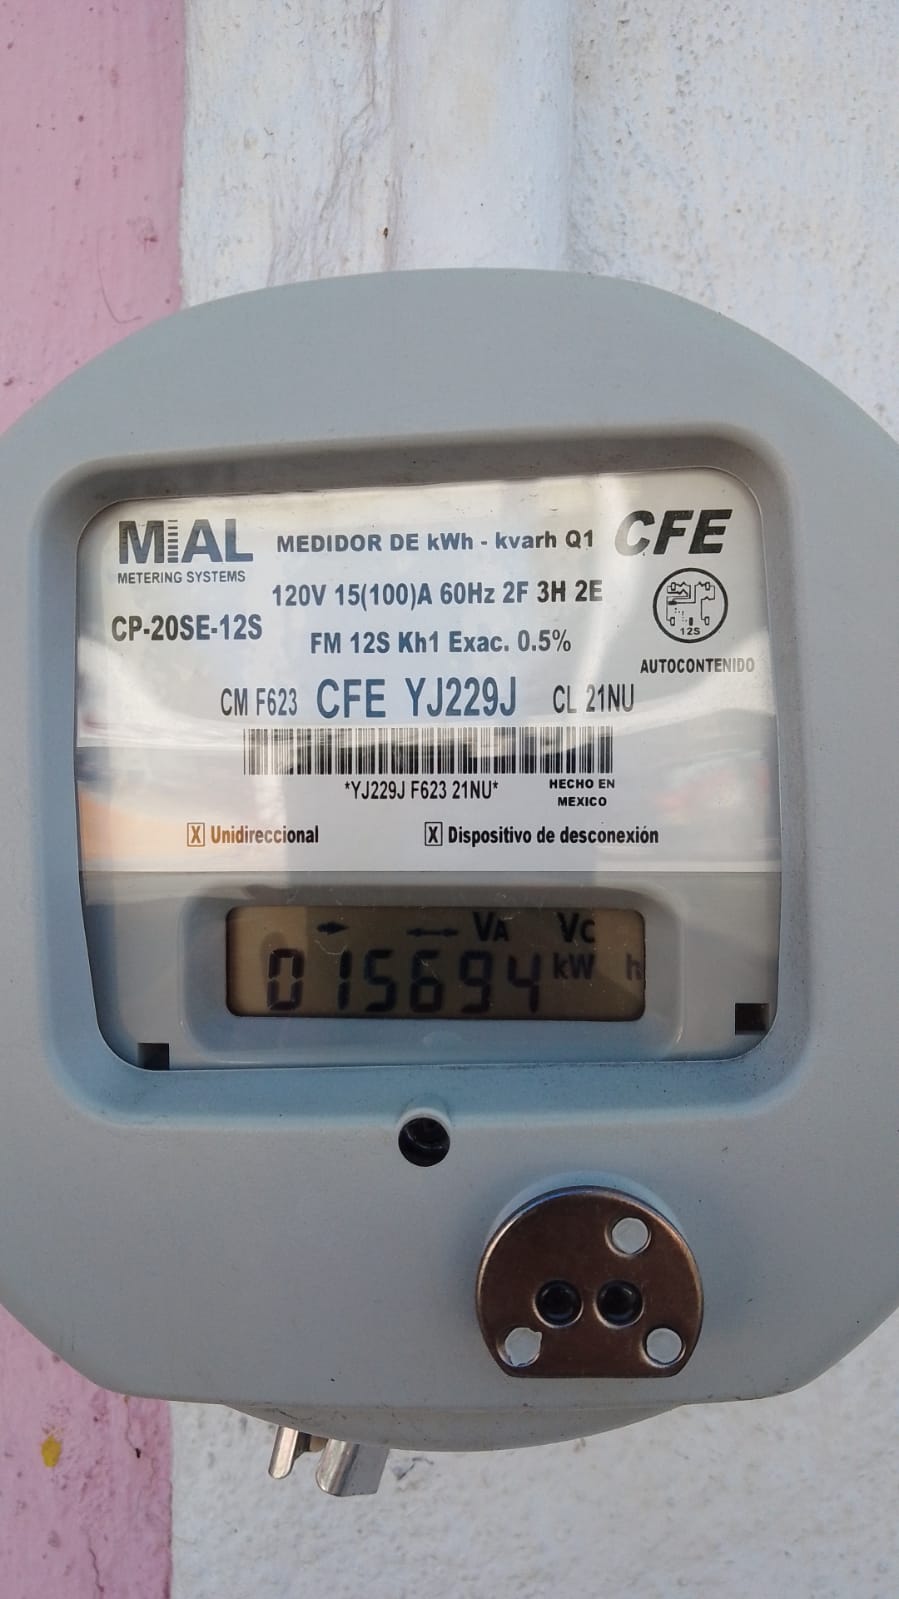 MIAL
METERING SYSTEMS
MEDIDOR DE kWh - kvarh Q1
CFE
120V 15(100)A 60Hz 2F 3H 2E
CP-20SE-12S
FM 12S Kh1 Exac. 0.5%
12S
AUTOCONTENIDO
CM F623 CFE YJ229J CL 21NU
*YJ229J F623 21NU*
HECHO EN
MEXICO
X Unidireccional
X Dispositivo de desconexión
VA VC
015694 kW h